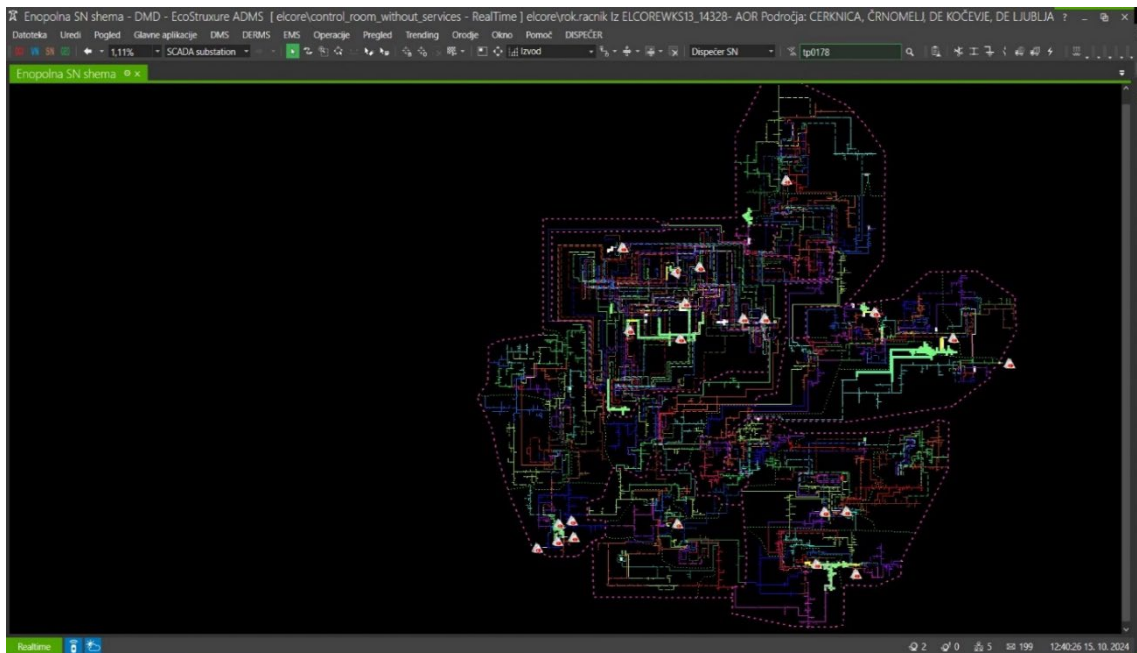 Enopolna SN shema - DMD - EcoStruxure ADMS [ elcore\control_room_without_services - RealTime ] elcore\rok.racnik Iz ELCOREWKS13_14328- AOR Področja: CERKNICA, ČRNOMELJ, DE KOČEVJE, DE LJUBLJA ?
Datoteka Uredi Pogled Glavne aplikacije DMS DERMS EMS Operacije Pregled Trending Orodje Okno Pomoč DISPEČER
1,11% SCADA substation Izvod Dispečer SN tp0178
Enopolna SN shema
Realtime 2 0 5 199 12:40:26 15. 10. 2024